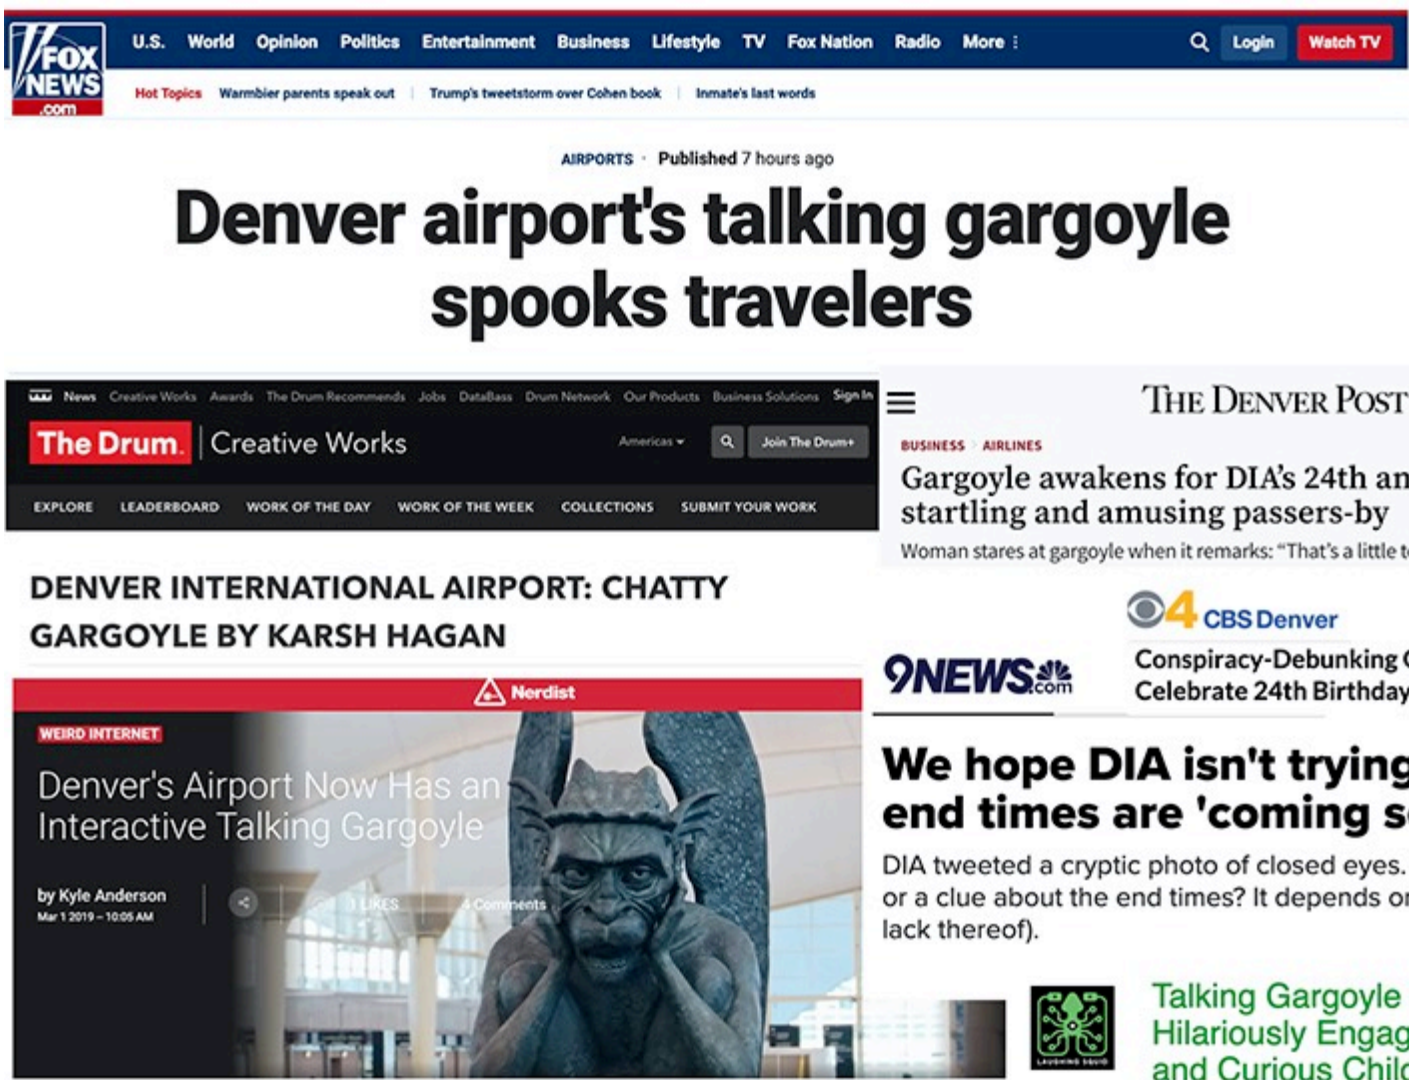 FOX NEWS .com
U.S. World Opinion Politics Entertainment Business Lifestyle TV Fox Nation Radio More Login Watch TV
Hot Topics Warmbier parents speak out Trump's tweetstorm over Cohen book Inmate's last words
AIRPORTS · Published 7 hours ago
Denver airport's talking gargoyle
spooks travelers
News Creative Works Awards The Drum Recommends Jobs DataBass Drum Network Our Products Business Solutions Sign In
The Drum. Creative Works
Americas Join The Drum+
EXPLORE LEADERBOARD WORK OF THE DAY WORK OF THE WEEK COLLECTIONS SUBMIT YOUR WORK
DENVER INTERNATIONAL AIRPORT: CHATTY
GARGOYLE BY KARSH HAGAN
THE DENVER POST
BUSINESS > AIRLINES
Gargoyle awakens for DIA's 24th an
startling and amusing passers-by
Woman stares at gargoyle when it remarks: "That's a little t
4 CBS Denver
Conspiracy-Debunking
Celebrate 24th Birthday
9NEWS.com
We hope DIA isn't trying
end times are 'coming s
DIA tweeted a cryptic photo of closed eyes.
or a clue about the end times? It depends o
lack thereof).
Nerdist
WEIRD INTERNET
Denver's Airport Now Has an
Interactive Talking Gargoyle
by Kyle Anderson
Mar 1 2019 – 10:05 AM
1 LIKES 4 Comments
LAUGHING SQUID
Talking Gargoyle
Hilariously Engag
and Curious Chil